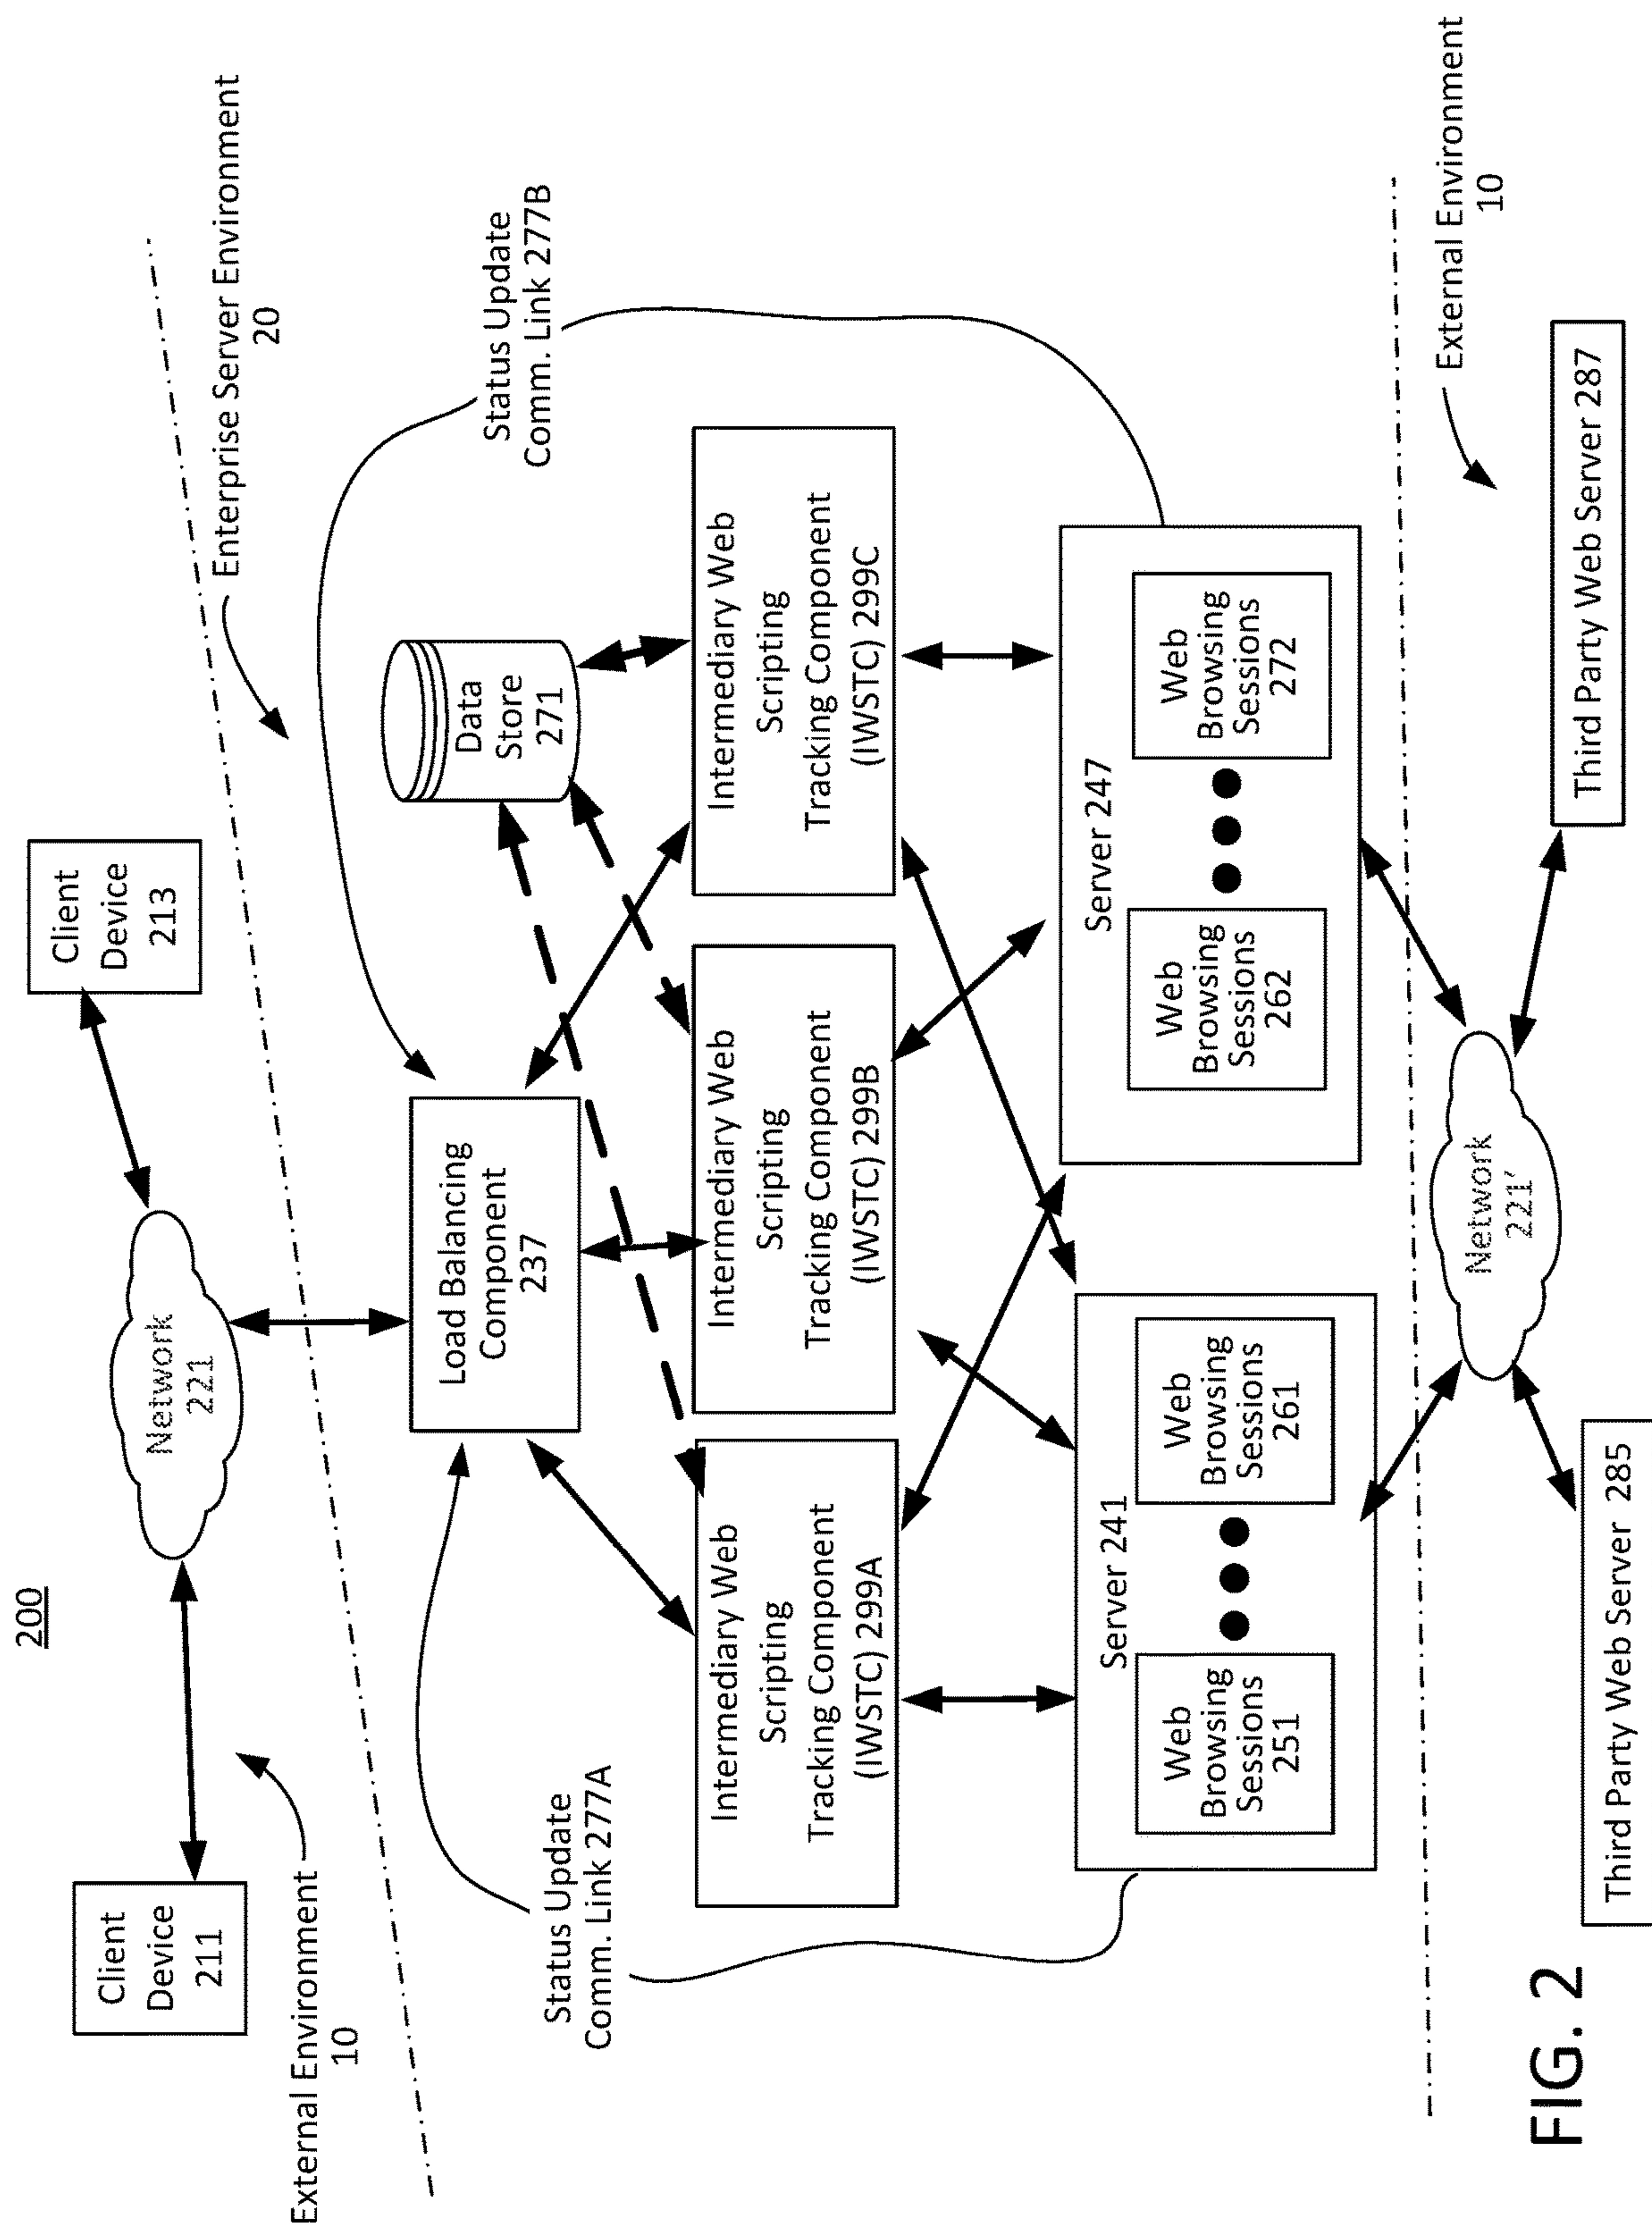 200
Client
Device
211
Network
221
Client
Device
213
External Environment
10
Enterprise Server Environment
20
Load Balancing
Component
237
Data
Store
271
Status Update
Comm. Link 277A
Status Update
Comm. Link 277B
Intermediary Web
Scripting
Tracking Component
(IWSTC) 299A
Intermediary Web
Scripting
Tracking Component
(IWSTC) 299B
Intermediary Web
Scripting
Tracking Component
(IWSTC) 299C
Server 241
Web
Browsing
Sessions
251
Web
Browsing
Sessions
261
Server 247
Web
Browsing
Sessions
262
Web
Browsing
Sessions
272
Network
221'
External Environment
10
Third Party Web Server 285
Third Party Web Server 287
FIG. 2